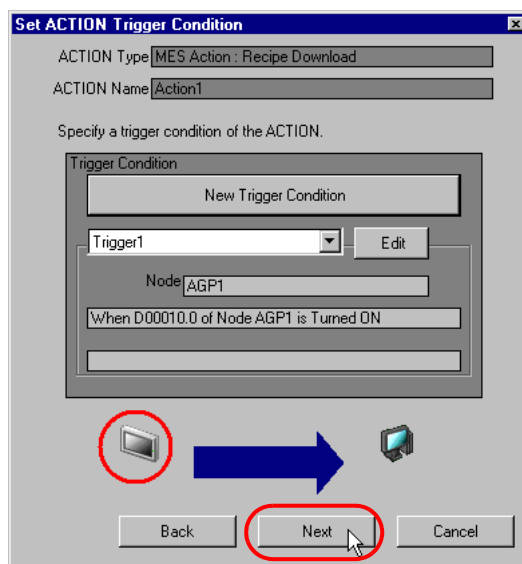 Set ACTION Trigger Condition
ACTION Type MES Action : Recipe Download
ACTION Name Action1
Specify a trigger condition of the ACTION.
Trigger Condition
New Trigger Condition
Trigger1 Edit
Node AGP1
When D00010.0 of Node AGP1 is Turned ON
Back Next Cancel